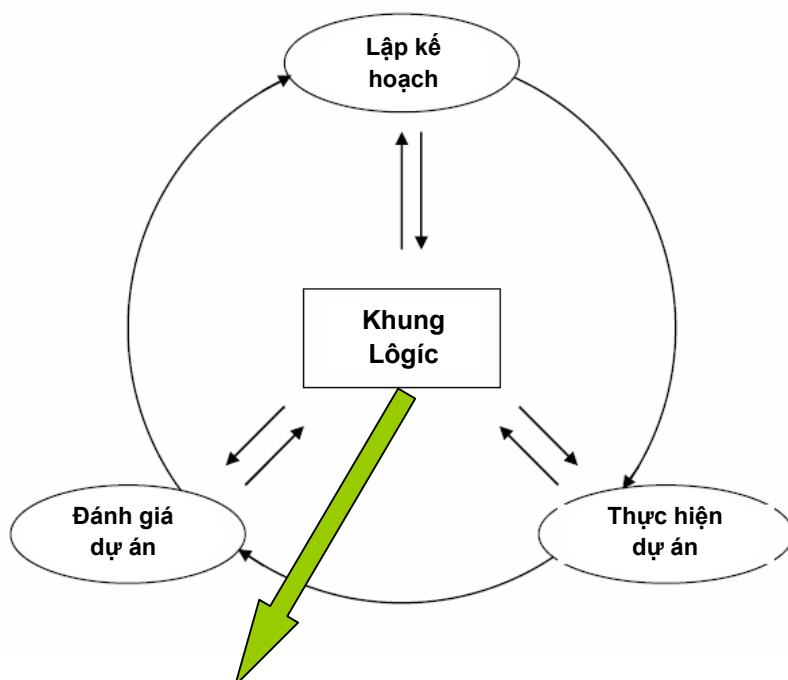 Lập kế
hoạch
Khung
Lôgíc
Đánh giá
dự án
Thực hiện
dự án